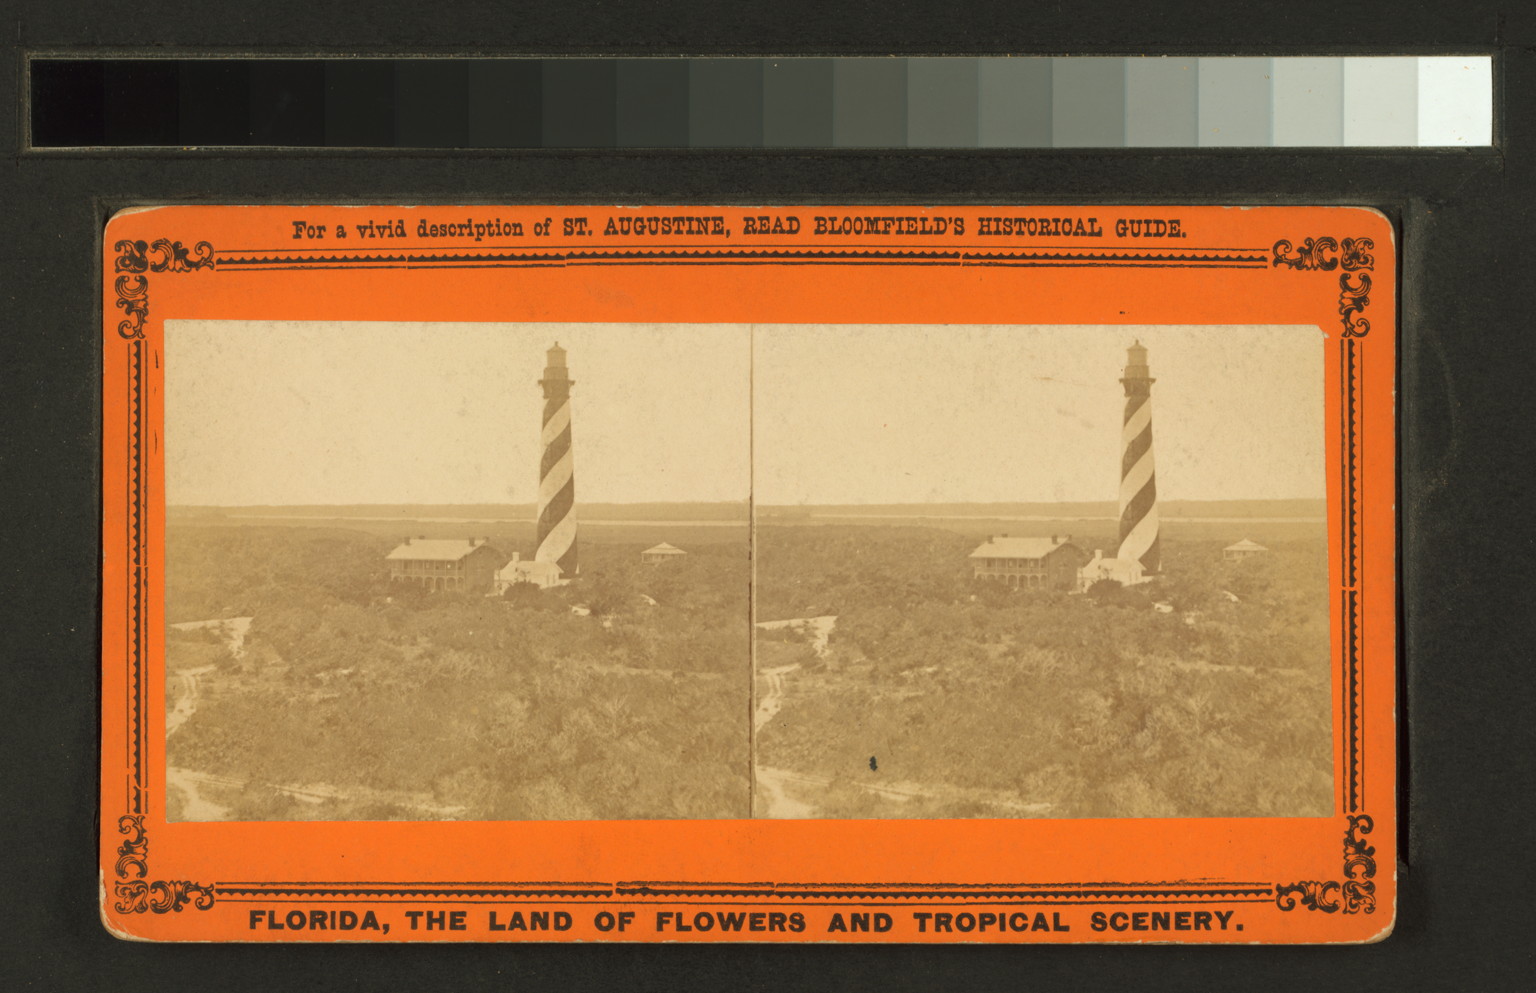 For a vivid description of ST. AUGUSTINE, READ BLOOMFIELD'S HISTORICAL GUIDE.
FLORIDA, THE LAND OF FLOWERS AND TROPICAL SCENERY.